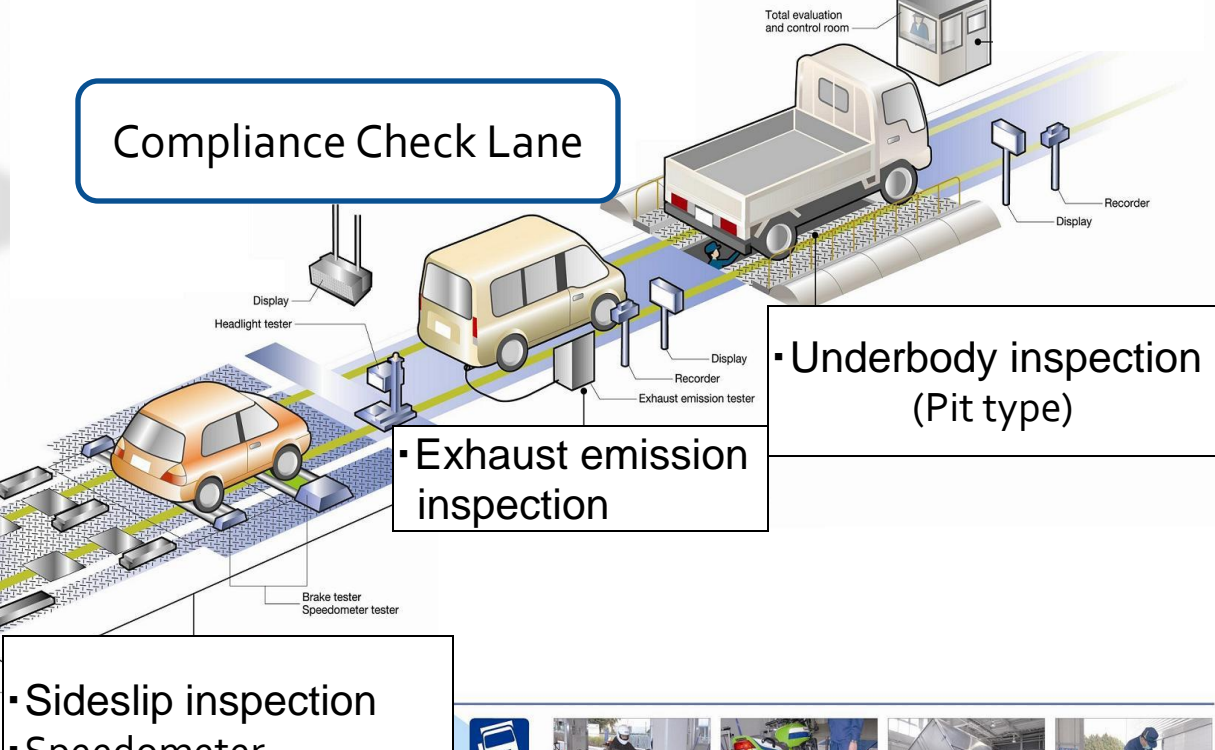 Total evaluation
and control room
Compliance Check Lane
Recorder
Display
Display
Headlight tester
Display
Recorder
Exhaust emission tester
·Underbody inspection
(Pit type)
·Exhaust emission
inspection
Brake tester
Speedometer tester
·Sideslip inspection
·Speedometer